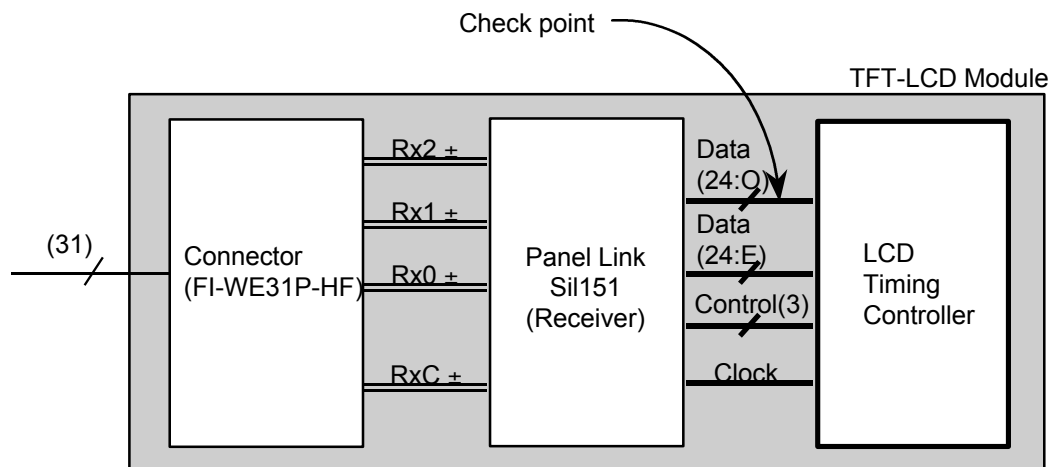 Check point
TFT-LCD Module
(31)
Connector
(FI-WE31P-HF)
Rx2 ±
Rx1 ±
Rx0 ±
RxC ±
Panel Link
Sil151
(Receiver)
Data
(24:O)
Data
(24:E)
Control(3)
Clock
LCD
Timing
Controller